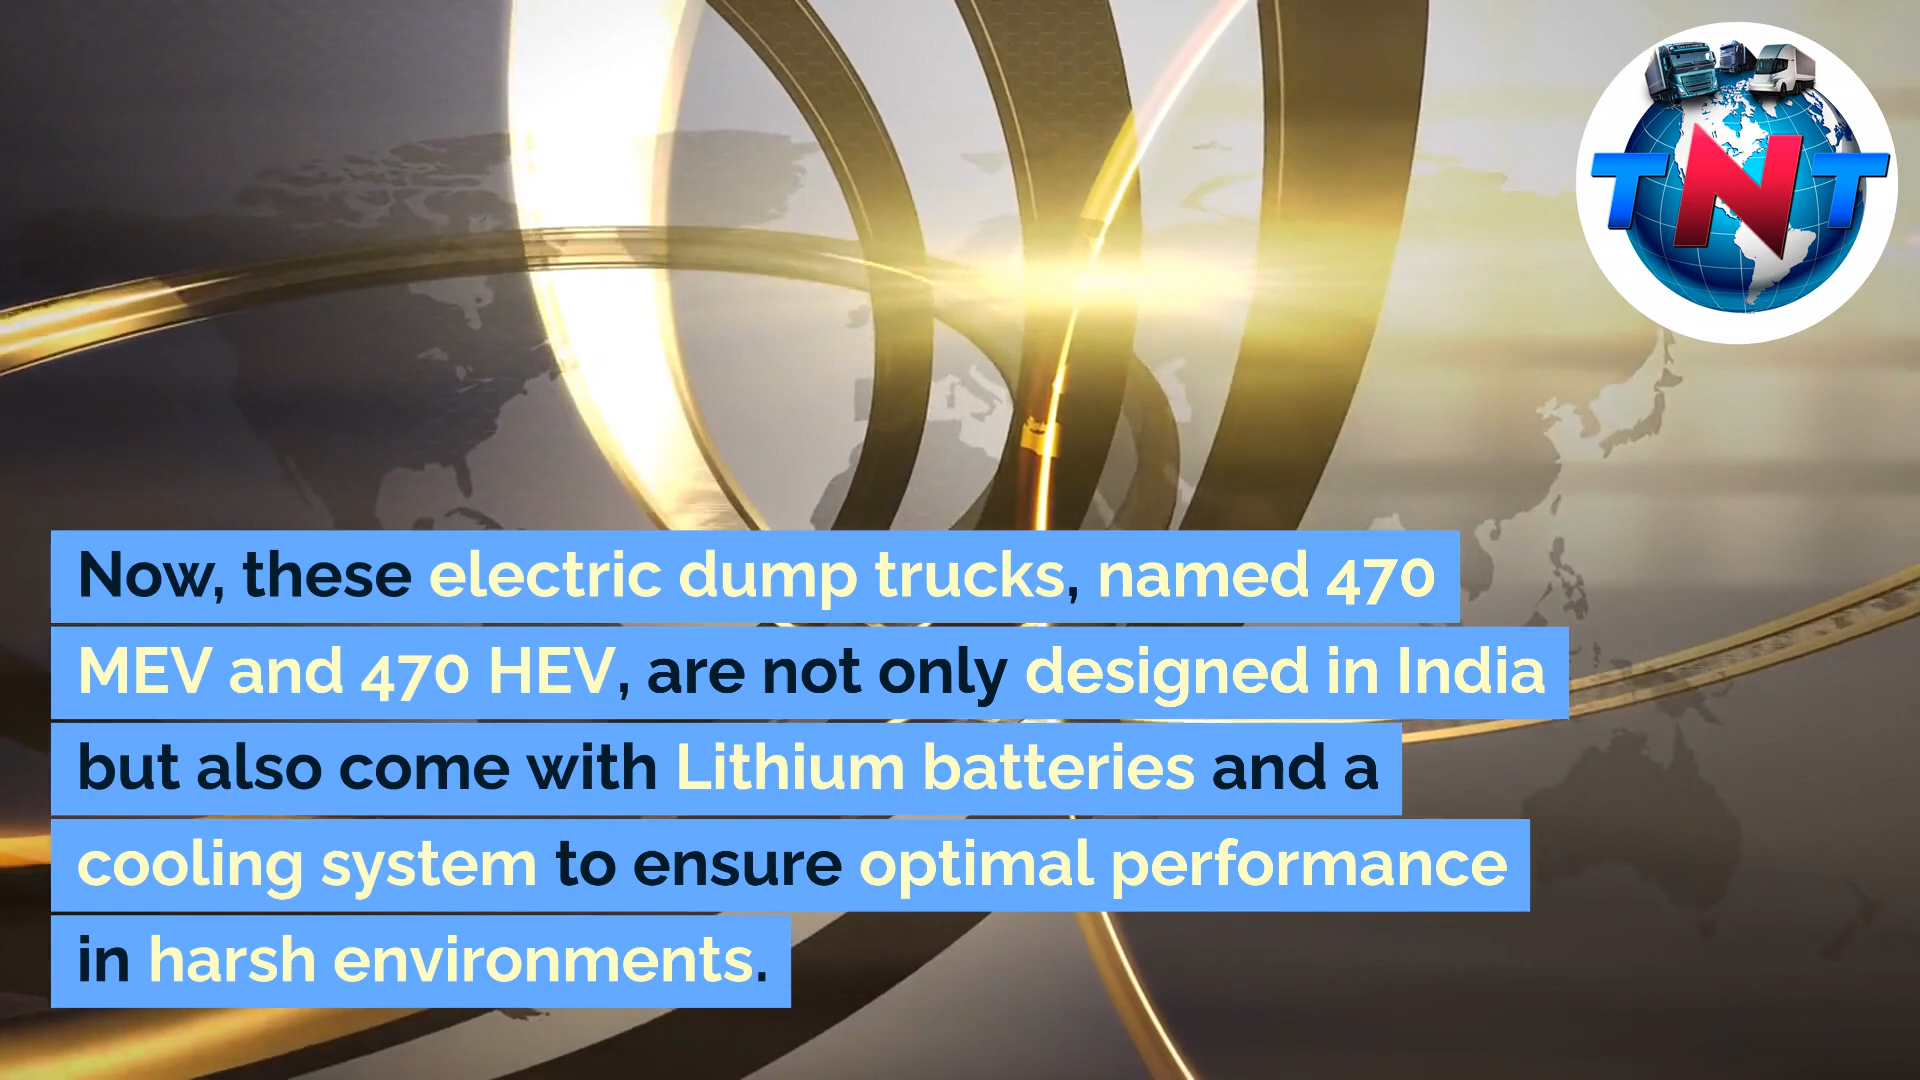 TNT
Now, these electric dump trucks, named 470
MEV and 470 HEV, are not only designed in India
but also come with Lithium batteries and a
cooling system to ensure optimal performance
in harsh environments.